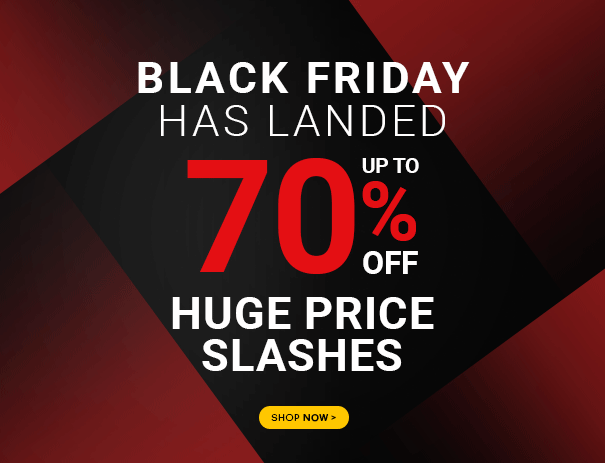 BLACK FRIDAY
HAS LANDED
UP TO
70%
OFF
HUGE PRICE
SLASHES
SHOP NOW >